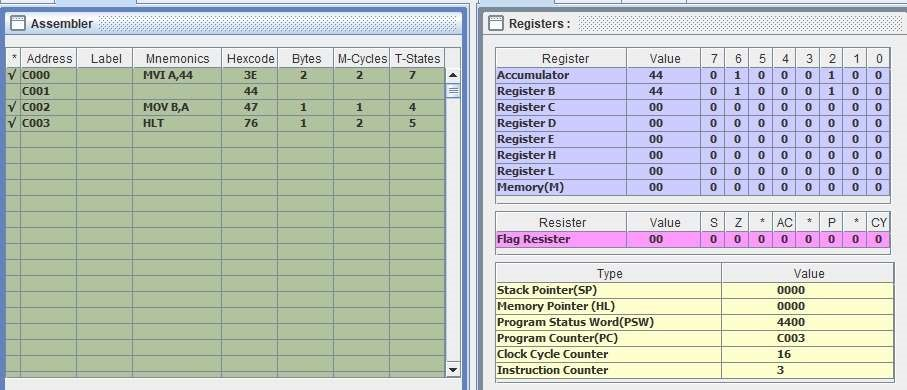 Assembler
* Address Label Mnemonics Hexcode Bytes M-Cycles T-States
√ C000 MVI A,44 3E 2 2 7
C001 44
√ C002 MOV B,A 47 1 1 4
√ C003 HLT 76 1 2 5
Registers :
Register Value 7 6 5 4 3 2 1 0
Accumulator 44 0 1 0 0 0 1 0 0
Register B 44 0 1 0 0 0 1 0 0
Register C 00 0 0 0 0 0 0 0 0
Register D 00 0 0 0 0 0 0 0 0
Register E 00 0 0 0 0 0 0 0 0
Register H 00 0 0 0 0 0 0 0 0
Register L 00 0 0 0 0 0 0 0 0
Memory(M) 00 0 0 0 0 0 0 0 0
Resister Value S Z * AC * P * CY
Flag Resister 00 0 0 0 0 0 0 0 0
Type Value
Stack Pointer(SP) 0000
Memory Pointer (HL) 0000
Program Status Word(PSW) 4400
Program Counter(PC) C003
Clock Cycle Counter 16
Instruction Counter 3